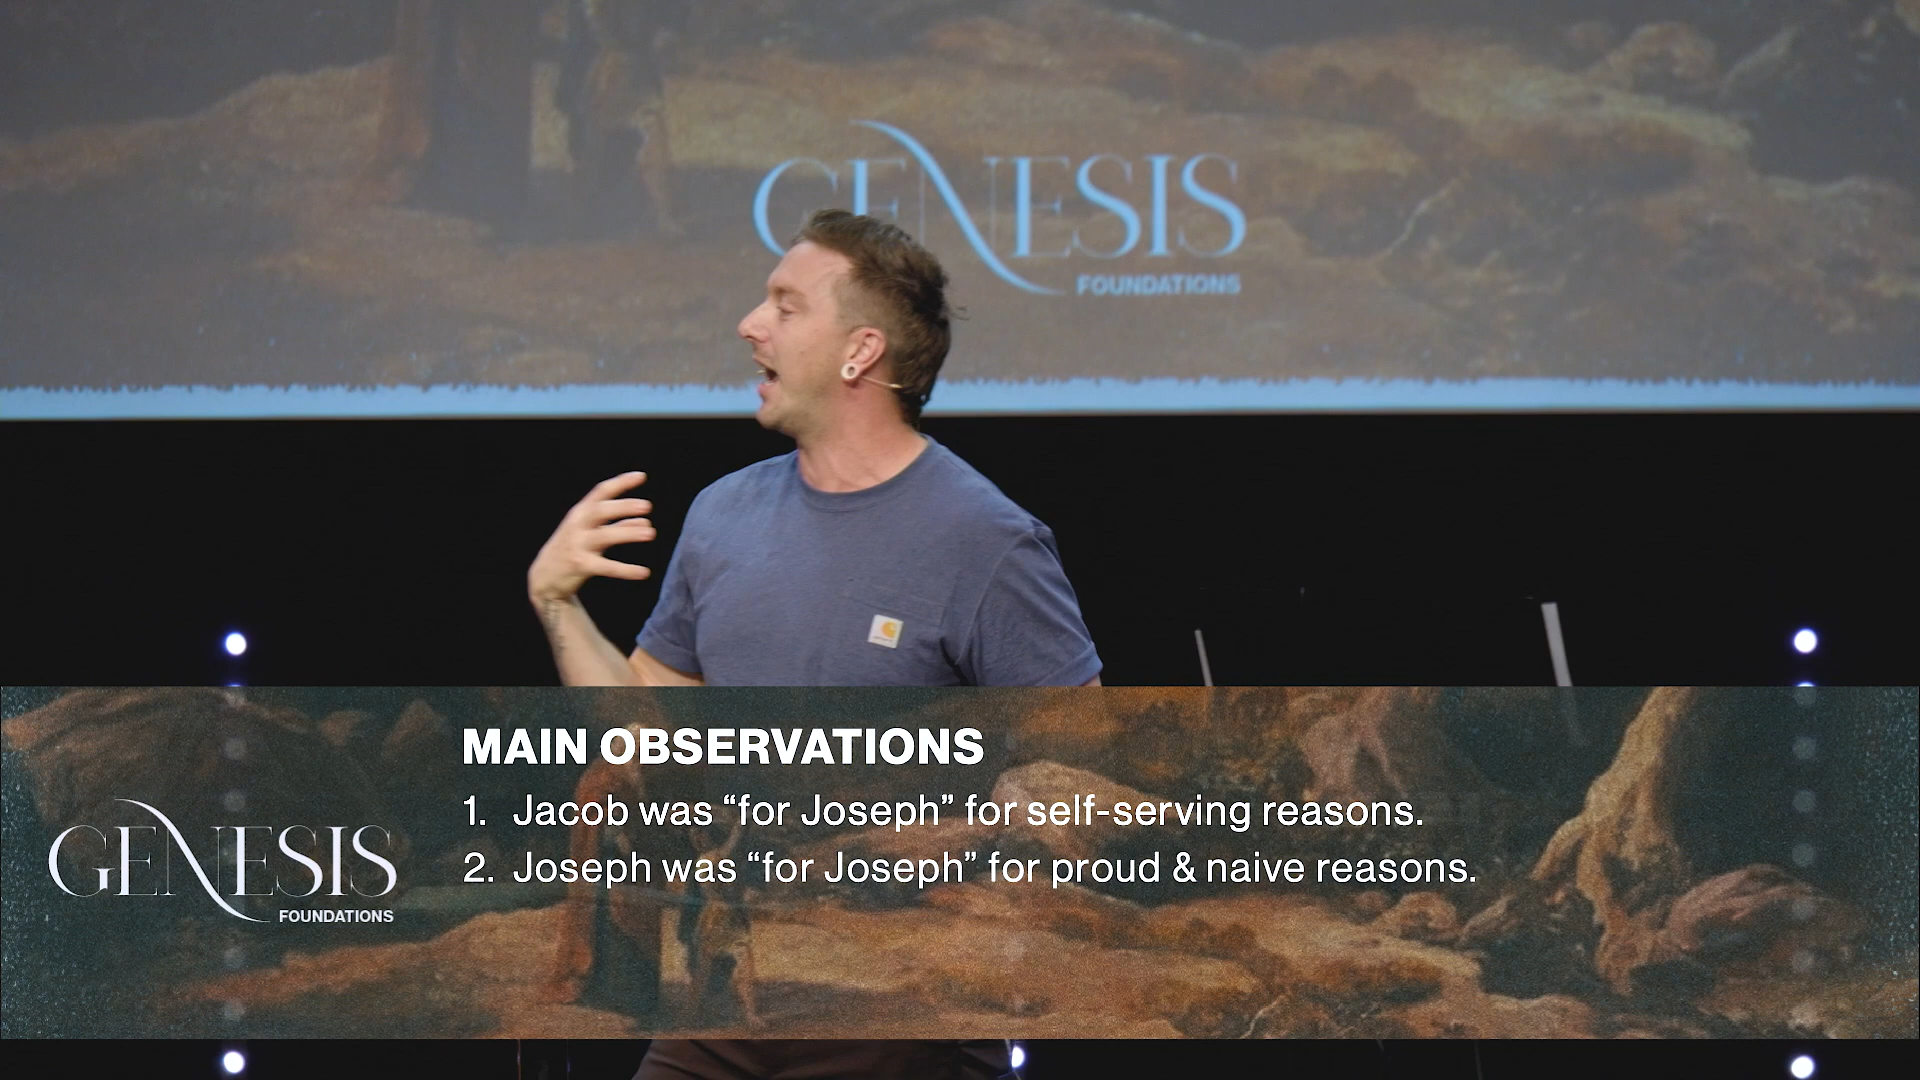 GENESIS
FOUNDATIONS
MAIN OBSERVATIONS
1. Jacob was “for Joseph” for self-serving reasons.
2. Joseph was “for Joseph” for proud & naive reasons.
GENESIS
FOUNDATIONS